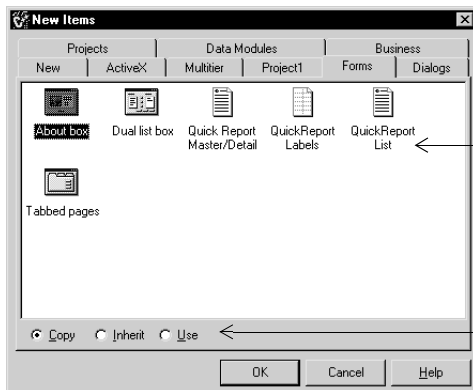 New Items
Projects Data Modules Business
New ActiveX Multitier Project1 Forms Dialogs
About box Dual list box Quick Report Master/Detail QuickReport Labels QuickReport List
Tabbed pages
Copy Inherit Use
OK Cancel Help